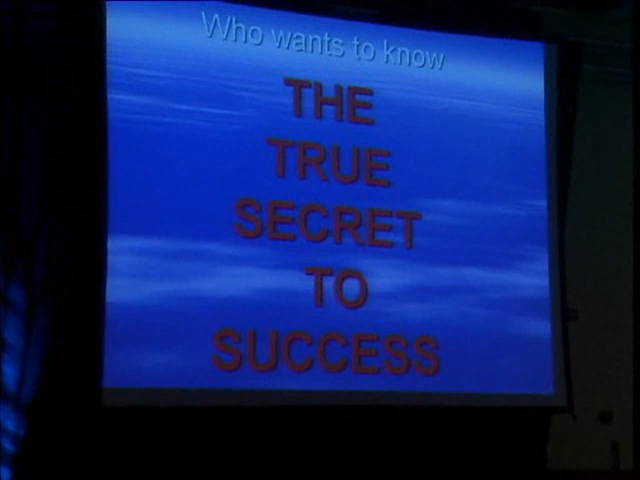 Who wants to know
THE
TRUE
SECRET
TO
SUCCESS